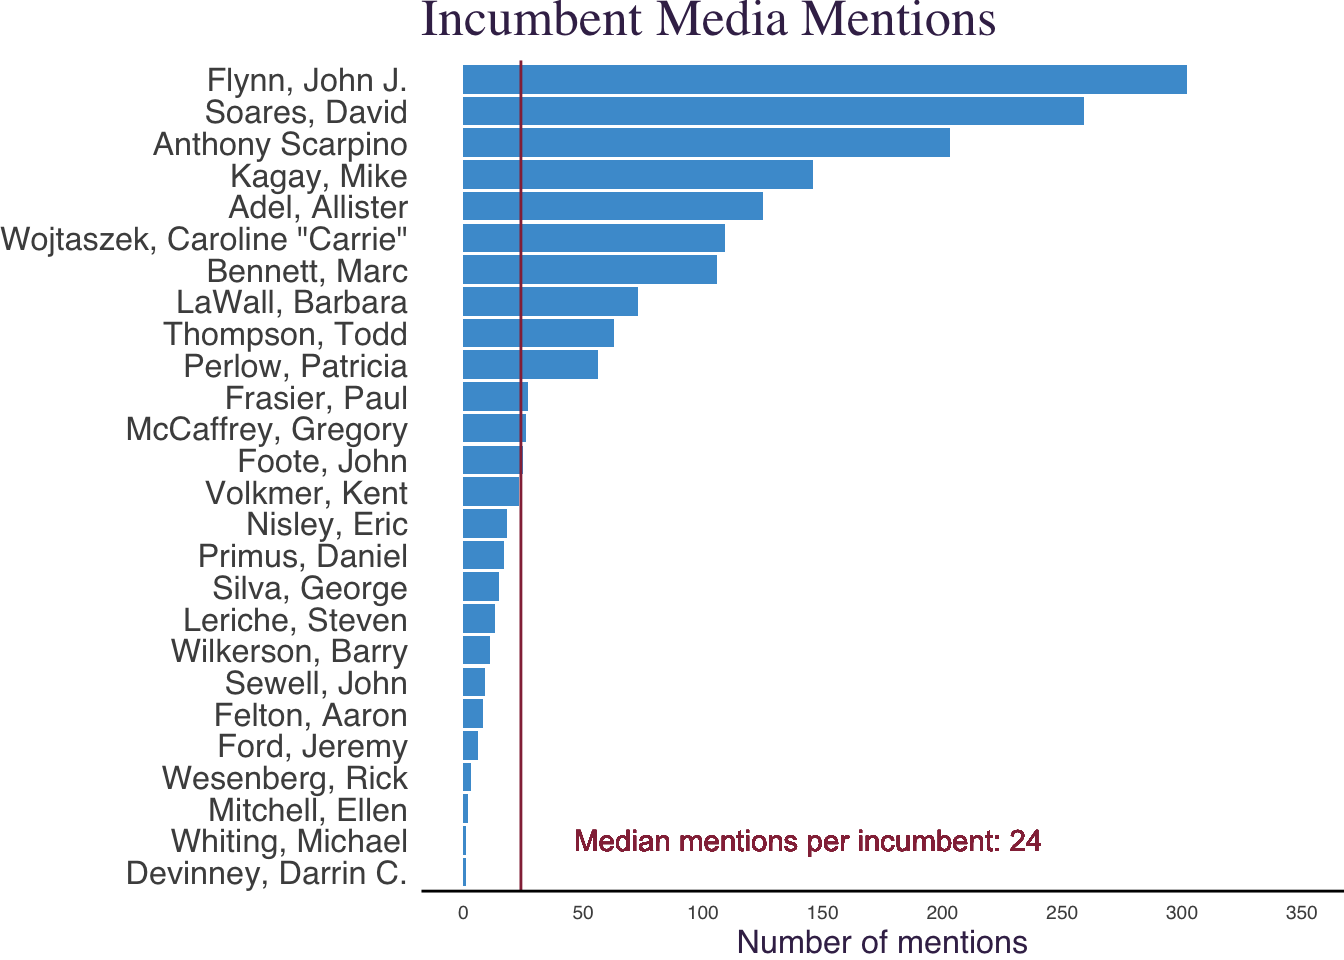 Incumbent Media Mentions
Flynn, John J.
Soares, David
Anthony Scarpino
Kagay, Mike
Adel, Allister
Wojtaszek, Caroline "Carrie"
Bennett, Marc
LaWall, Barbara
Thompson, Todd
Perlow, Patricia
Frasier, Paul
McCaffrey, Gregory
Foote, John
Volkmer, Kent
Nisley, Eric
Primus, Daniel
Silva, George
Leriche, Steven
Wilkerson, Barry
Sewell, John
Felton, Aaron
Ford, Jeremy
Wesenberg, Rick
Mitchell, Ellen
Whiting, Michael
Median mentions per incumbent: 24
Devinney, Darrin C.
0 50 100 150 200 250 300 350
Number of mentions